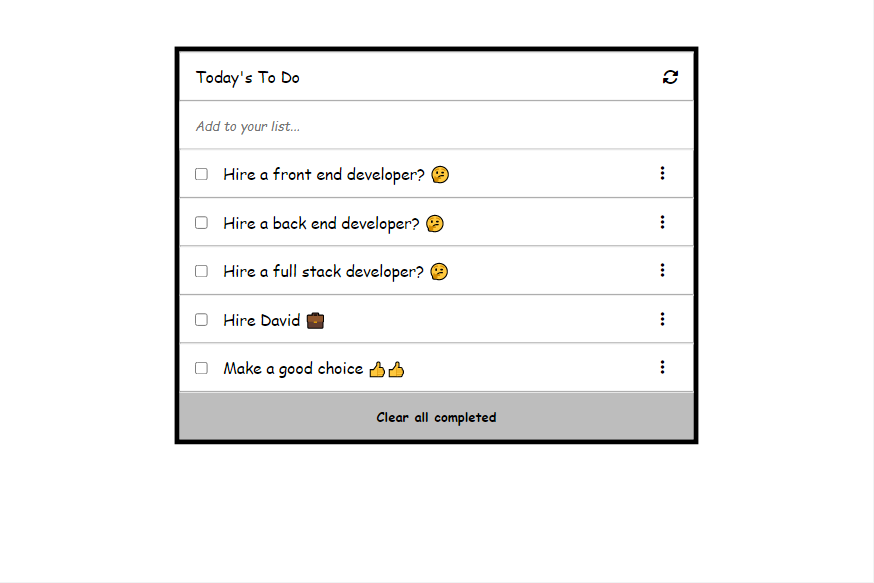 Today's To Do
Add to your list...
Hire a front end developer? 🤔
Hire a back end developer? 🤔
Hire a full stack developer? 🤔
Hire David 💼
Make a good choice 👍👍
Clear all completed